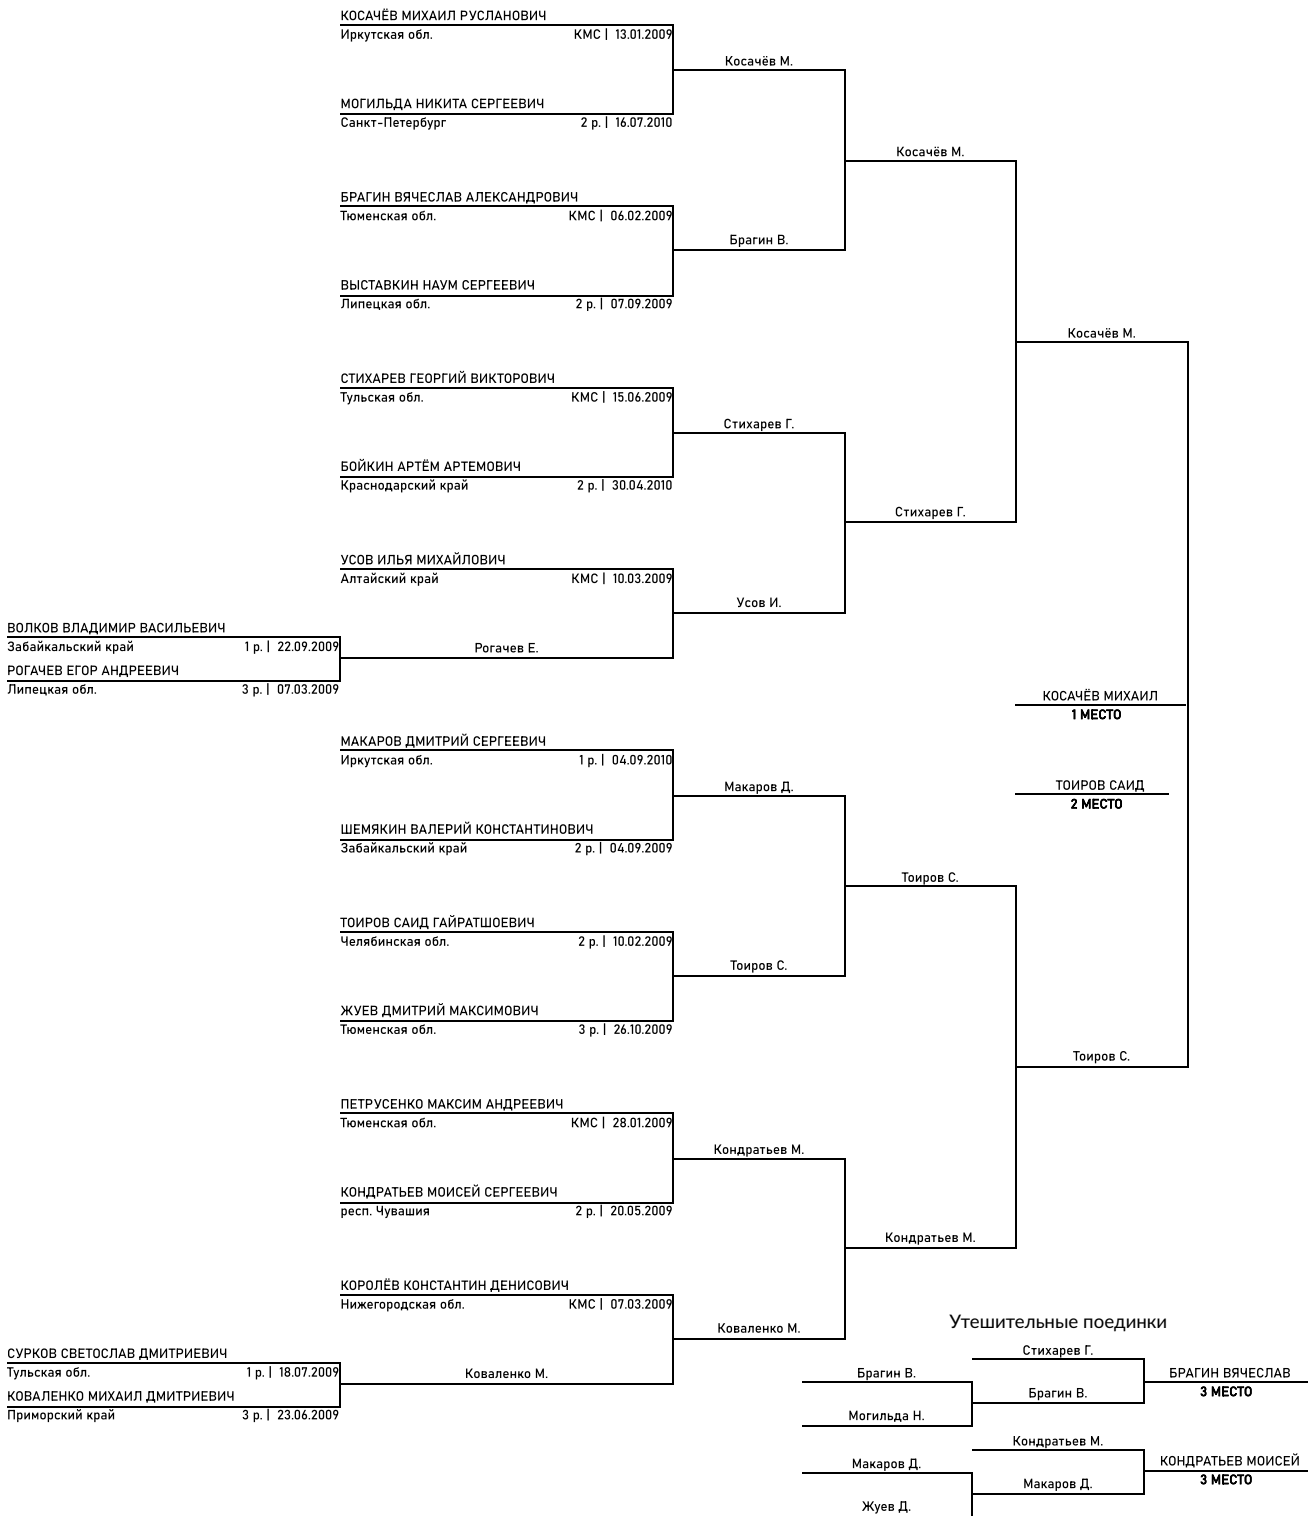 КОСАЧЁВ МИХАИЛ РУСЛАНОВИЧ
Иркутская обл. КМС | 13.01.2009
Косачёв М.
МОГИЛЬДА НИКИТА СЕРГЕЕВИЧ
Санкт-Петербург 2 р. | 16.07.2010
Косачёв М.
БРАГИН ВЯЧЕСЛАВ АЛЕКСАНДРОВИЧ
Тюменская обл. КМС | 06.02.2009
Брагин В.
ВЫСТАВКИН НАУМ СЕРГЕЕВИЧ
Липецкая обл. 2 р. | 07.09.2009
Косачёв М.
СТИХАРЕВ ГЕОРГИЙ ВИКТОРОВИЧ
Тульская обл. КМС | 15.06.2009
Стихарев Г.
БОЙКИН АРТЁМ АРТЕМОВИЧ
Краснодарский край 2 р. | 30.04.2010
Стихарев Г.
УСОВ ИЛЬЯ МИХАЙЛОВИЧ
Алтайский край КМС | 10.03.2009
Усов И.
ВОЛКОВ ВЛАДИМИР ВАСИЛЬЕВИЧ
Забайкальский край 1 р. | 22.09.2009
Рогачев Е.
РОГАЧЕВ ЕГОР АНДРЕЕВИЧ
Липецкая обл. 3 р. | 07.03.2009
КОСАЧЁВ МИХАИЛ
1 МЕСТО
МАКАРОВ ДМИТРИЙ СЕРГЕЕВИЧ
Иркутская обл. 1 р. | 04.09.2010
Макаров Д.
ТОИРОВ САИД
2 МЕСТО
ШЕМЯКИН ВАЛЕРИЙ КОНСТАНТИНОВИЧ
Забайкальский край 2 р. | 04.09.2009
Тоиров С.
ТОИРОВ САИД ГАЙРАТШОЕВИЧ
Челябинская обл. 2 р. | 10.02.2009
Тоиров С.
ЖУЕВ ДМИТРИЙ МАКСИМОВИЧ
Тюменская обл. 3 р. | 26.10.2009
Тоиров С.
ПЕТРУСЕНКО МАКСИМ АНДРЕЕВИЧ
Тюменская обл. КМС | 28.01.2009
Кондратьев М.
КОНДРАТЬЕВ МОИСЕЙ СЕРГЕЕВИЧ
респ. Чувашия 2 р. | 20.05.2009
Кондратьев М.
КОРОЛЁВ КОНСТАНТИН ДЕНИСОВИЧ
Нижегородская обл. КМС | 07.03.2009
Коваленко М.
СУРКОВ СВЕТОСЛАВ ДМИТРИЕВИЧ
Тульская обл. 1 р. | 18.07.2009
Коваленко М.
КОВАЛЕНКО МИХАИЛ ДМИТРИЕВИЧ
Приморский край 3 р. | 23.06.2009
Утешительные поединки
Стихарев Г.
Брагин В.
БРАГИН ВЯЧЕСЛАВ
3 МЕСТО
Брагин В.
Могильда Н.
Кондратьев М.
Макаров Д.
КОНДРАТЬЕВ МОИСЕЙ
3 МЕСТО
Макаров Д.
Жуев Д.